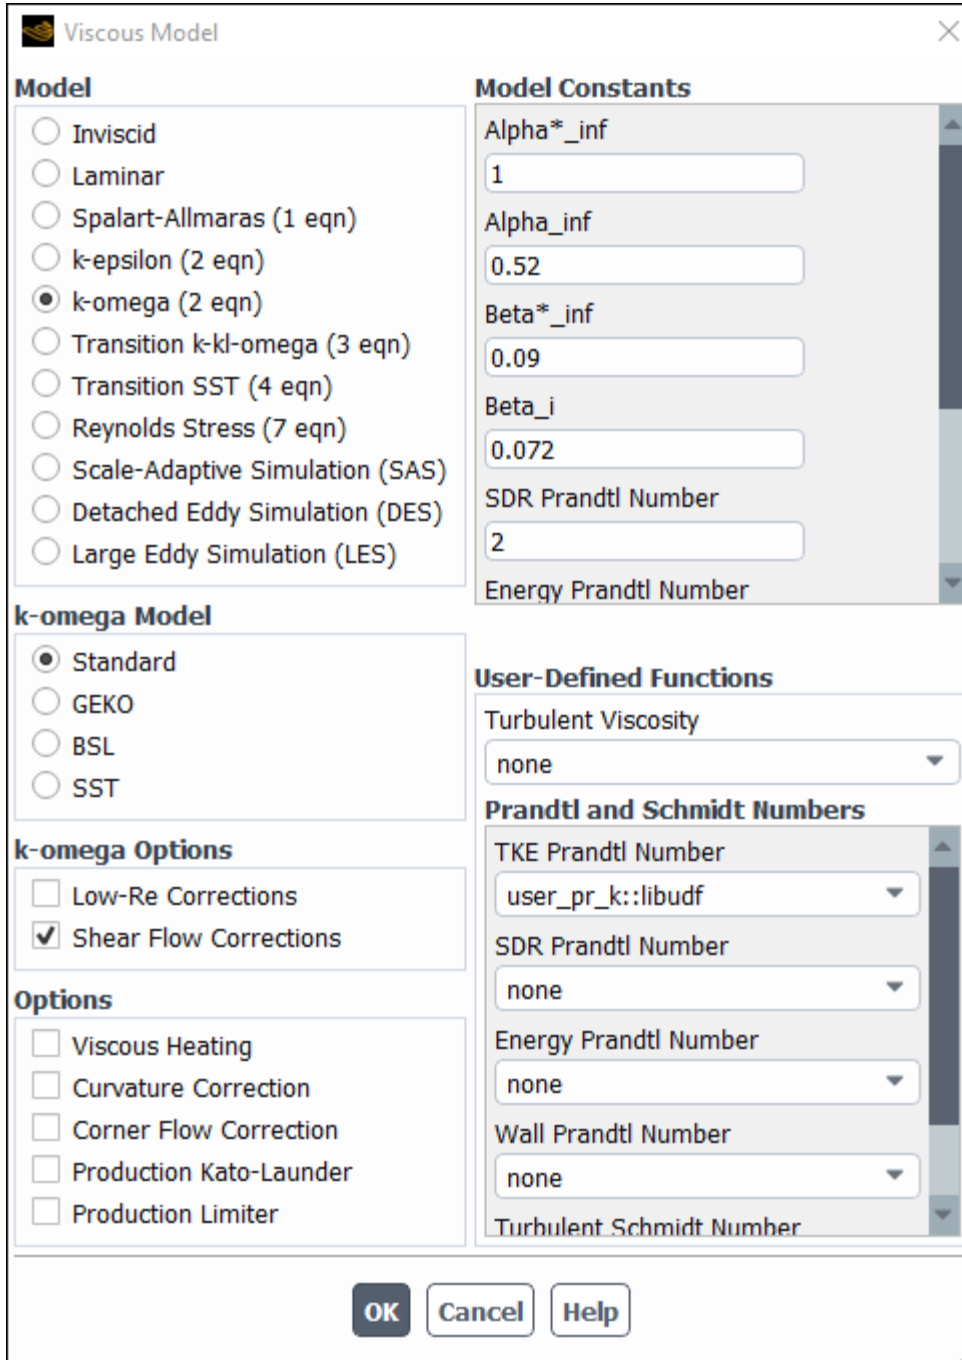 Viscous Model
Model
Inviscid
Laminar
Spalart-Allmaras (1 eqn)
k-epsilon (2 eqn)
k-omega (2 eqn)
Transition k-kl-omega (3 eqn)
Transition SST (4 eqn)
Reynolds Stress (7 eqn)
Scale-Adaptive Simulation (SAS)
Detached Eddy Simulation (DES)
Large Eddy Simulation (LES)
k-omega Model
Standard
GEKO
BSL
SST
k-omega Options
Low-Re Corrections
Shear Flow Corrections
Options
Viscous Heating
Curvature Correction
Corner Flow Correction
Production Kato-Launder
Production Limiter
Model Constants
Alpha*_inf
1
Alpha_inf
0.52
Beta*_inf
0.09
Beta_i
0.072
SDR Prandtl Number
2
Energy Prandtl Number
User-Defined Functions
Turbulent Viscosity
none
Prandtl and Schmidt Numbers
TKE Prandtl Number
user_pr_k::libudf
SDR Prandtl Number
none
Energy Prandtl Number
none
Wall Prandtl Number
none
Turbulent Schmidt Number
OK
Cancel
Help